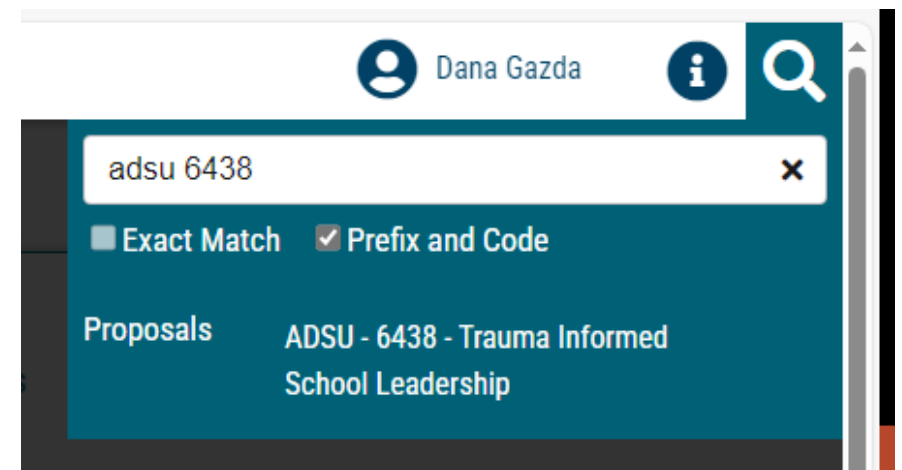 Dana Gazda
adsu 6438
Exact Match Prefix and Code
Proposals ADSU - 6438 - Trauma Informed
School Leadership